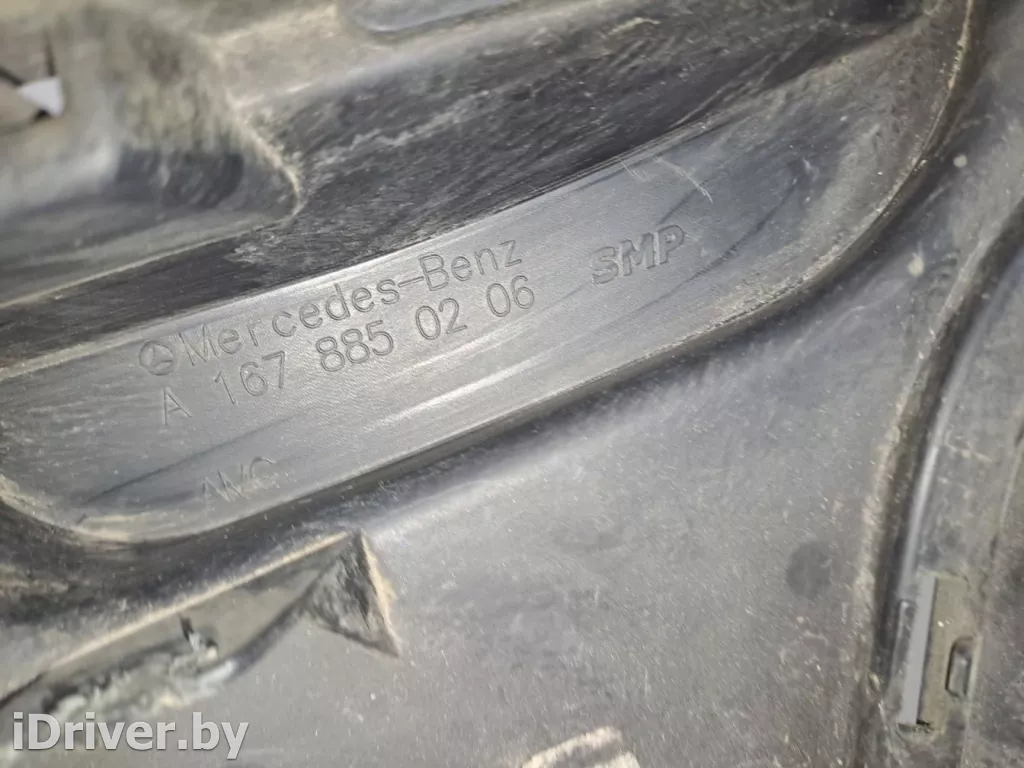 Mercedes-Benz
A 167 885 02 06
SMP
iDriver.by